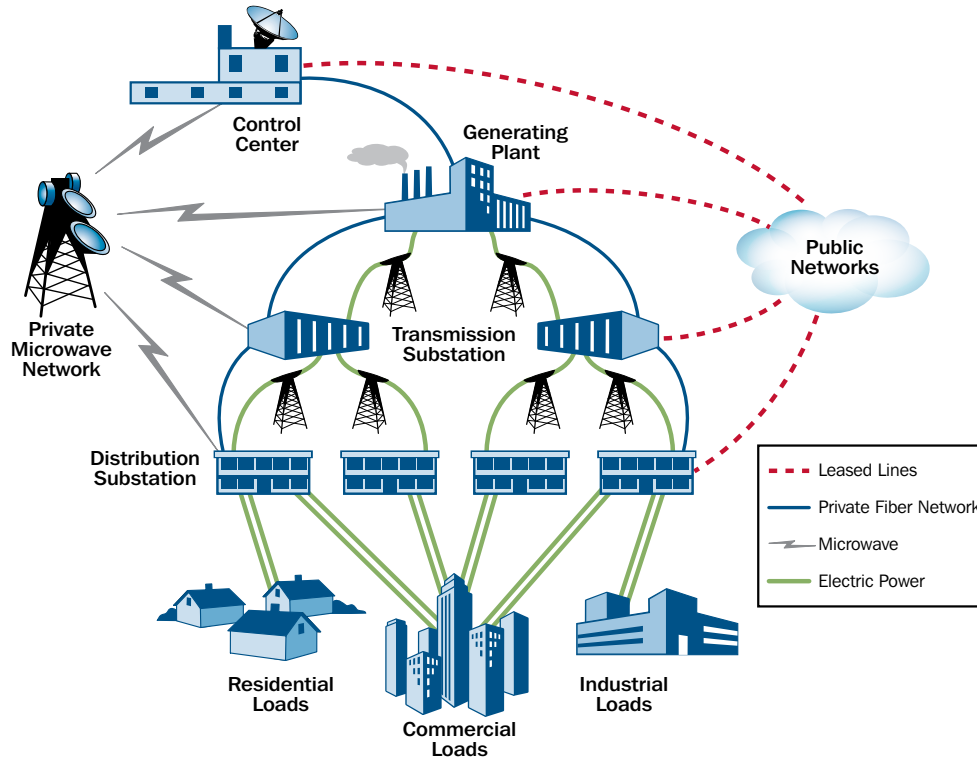 Control
Center
Generating
Plant
Public
Networks
Private
Microwave
Network
Transmission
Substation
Distribution
Substation
Leased Lines
Private Fiber Network
Microwave
Electric Power
Residential
Loads
Commercial
Loads
Industrial
Loads